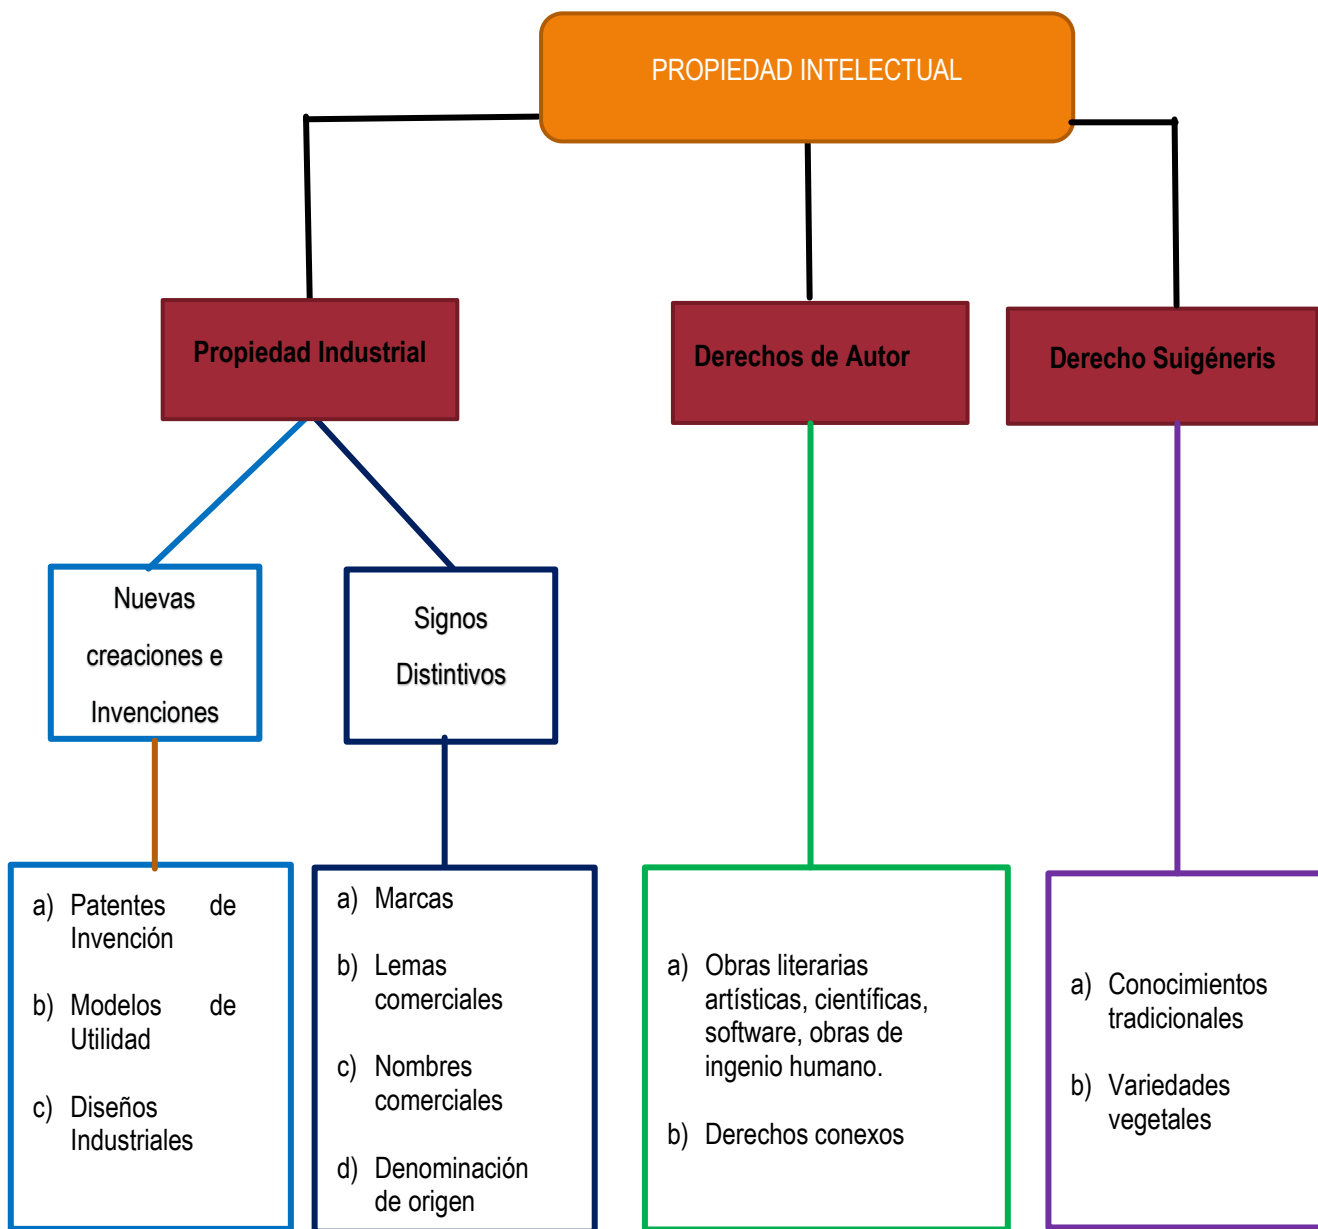 PROPIEDAD INTELECTUAL
Propiedad Industrial
Derechos de Autor
Derecho Suigéneris
Nuevas
creaciones e
Invenciones
Signos
Distintivos
a) Patentes de
Invención
b) Modelos de
Utilidad
c) Diseños
Industriales
a) Marcas
b) Lemas
comerciales
c) Nombres
comerciales
d) Denominación
de origen
a) Obras literarias
artísticas, científicas,
software, obras de
ingenio humano.
b) Derechos conexos
a) Conocimientos
tradicionales
b) Variedades
vegetales